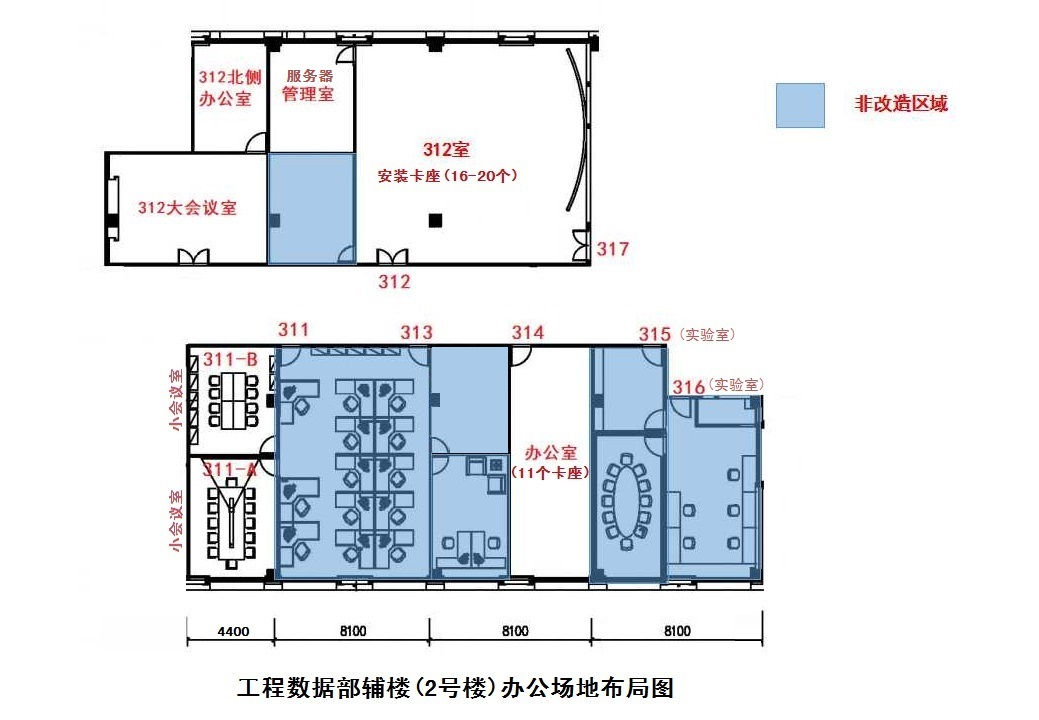 312北侧
办公室
服务器
管理室
非改造区域
312室
安装卡座(16-20个)
312大会议室
317
312
311
313
314
315(实验室)
311-B
小会议室
316(实验室)
办公室
(11个卡座)
311-A
小会议室
4400
8100
8100
8100
工程数据部辅楼(2号楼)办公场地布局图